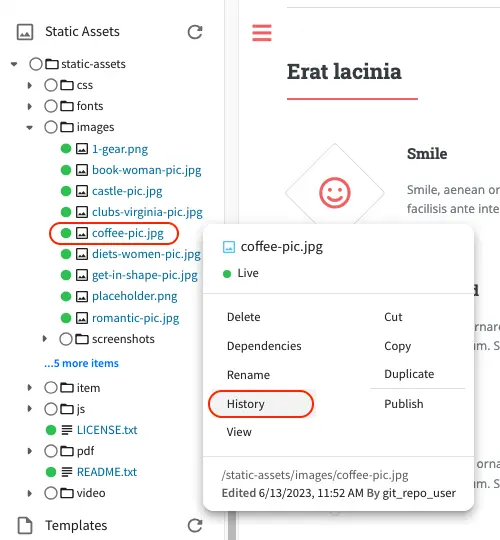 Static Assets
static-assets
css
fonts
images
1-gear.png
book-woman-pic.jpg
castle-pic.jpg
clubs-virginia-pic.jpg
coffee-pic.jpg
diets-women-pic.jpg
get-in-shape-pic.jpg
placeholder.png
romantic-pic.jpg
screenshots
...5 more items
item
js
LICENSE.txt
pdf
README.txt
video
Templates
Erat lacinia
Smile
Smile, aenean or
facilisis ante inte
coffee-pic.jpg
Live
Delete
Cut
Dependencies
Copy
Rename
Duplicate
History
Publish
View
/static-assets/images/coffee-pic.jpg
Edited 6/13/2023, 11:52 AM By git_repo_user